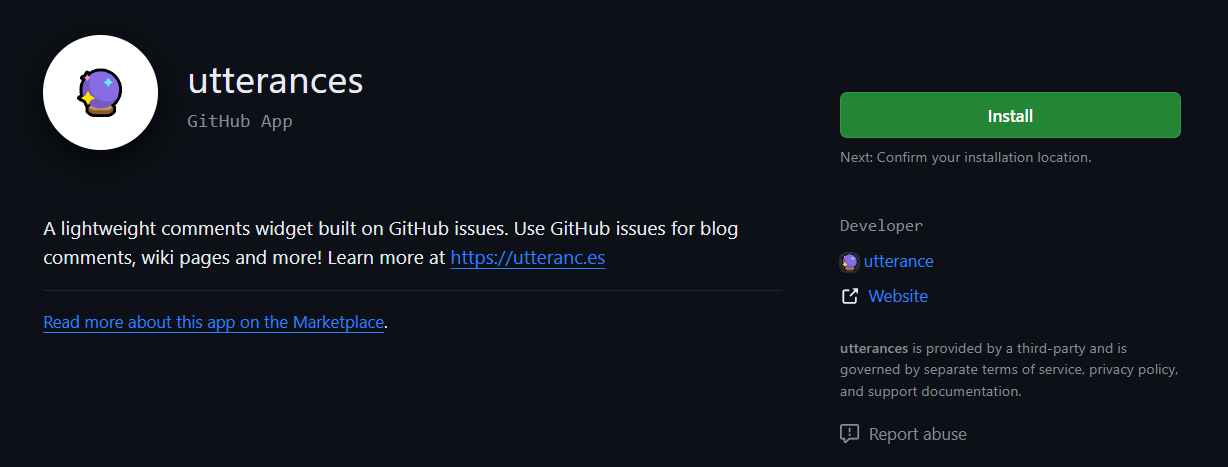 utterances
GitHub App
A lightweight comments widget built on GitHub issues. Use GitHub issues for blog
comments, wiki pages and more! Learn more at https://utteranc.es
Read more about this app on the Marketplace.
Install
Next: Confirm your installation location.
Developer
utterance
Website
utterances is provided by a third-party and is
governed by separate terms of service, privacy policy,
and support documentation.
Report abuse